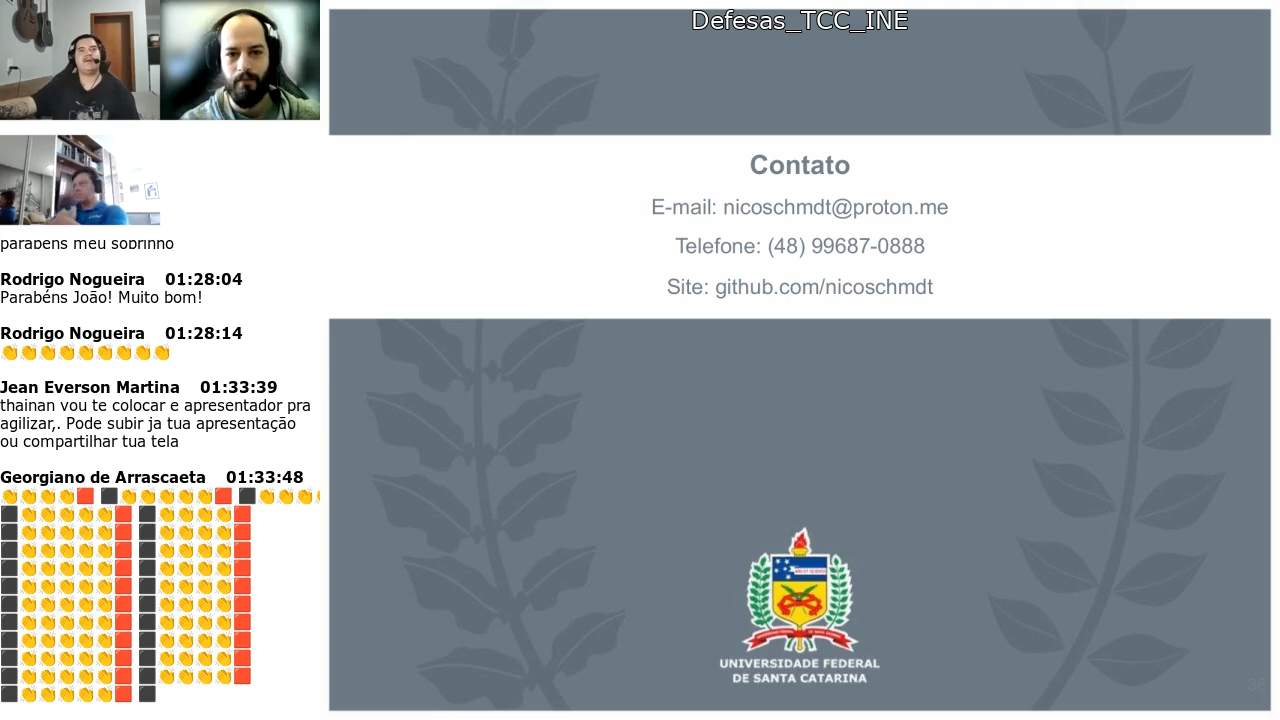 parabens meu sobrinho
Rodrigo Nogueira 01:28:04
Parabéns João! Muito bom!
Rodrigo Nogueira 01:28:14
👏👏👏👏👏👏👏👏👏
Jean Everson Martina 01:33:39
thainan vou te colocar e apresentador pra
agilizar,. Pode subir ja tua apresentação
ou compartilhar tua tela
Georgiano de Arrascaeta 01:33:48
Defesas_TCC_INE
Contato
E-mail: nicoschmdt@proton.me
Telefone: (48) 99687-0888
Site: github.com/nicoschmdt
UNIVERSIDADE FEDERAL
DE SANTA CATARINA